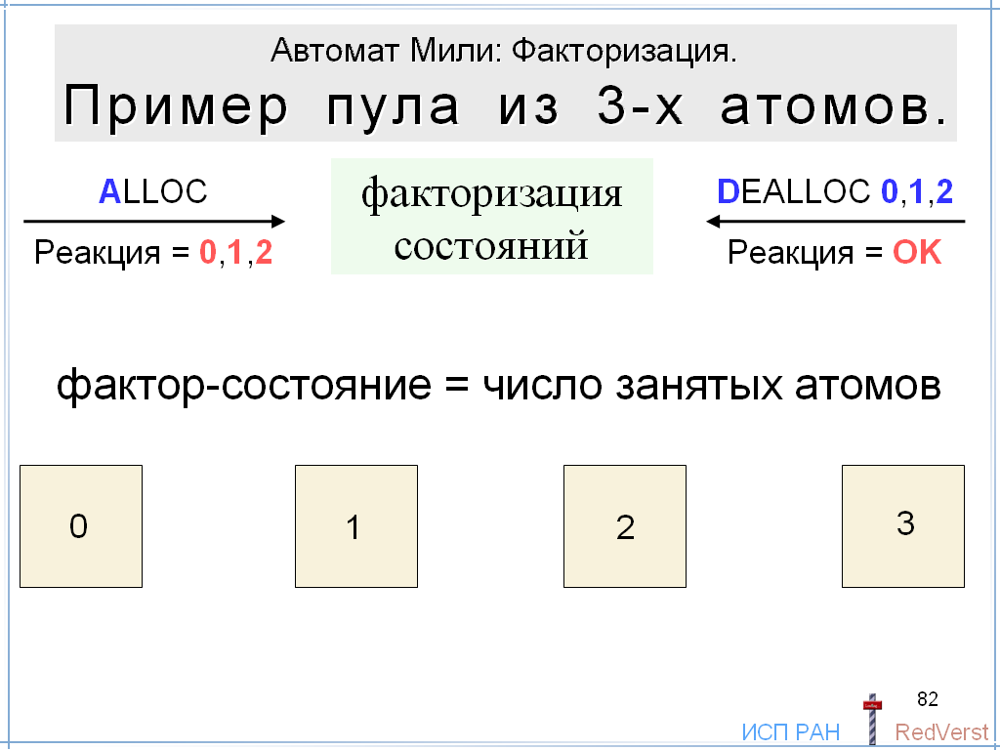 Автомат Мили: Факторизация.
Пример пула из 3-х атомов.
ALLOC
Реакция = 0,1,2
факторизация
состояний
DEALLOC 0,1,2
Реакция = OK
фактор-состояние = число занятых атомов
0
1
2
3
82
ИСП РАН
RedVerst